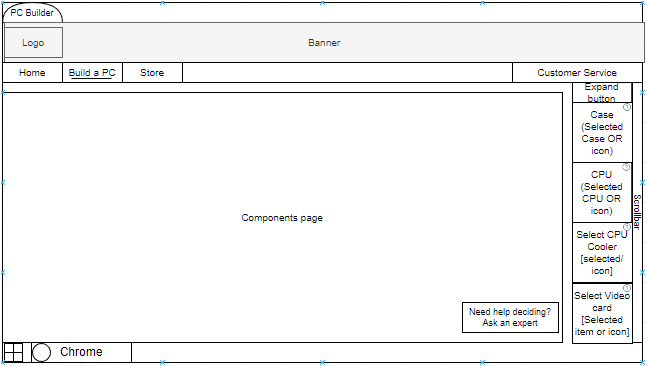 PC Builder
Logo
Banner
Home
Build a PC
Store
Customer Service
Expand
button
?
Case
(Selected
Case OR
icon)
?
CPU
(Selected
CPU OR
icon)
Scrollbar
?
Select CPU
Cooler
[selected/
icon]
?
Select Video
card
[Selected
item or icon]
Components page
Need help deciding?
Ask an expert
Chrome